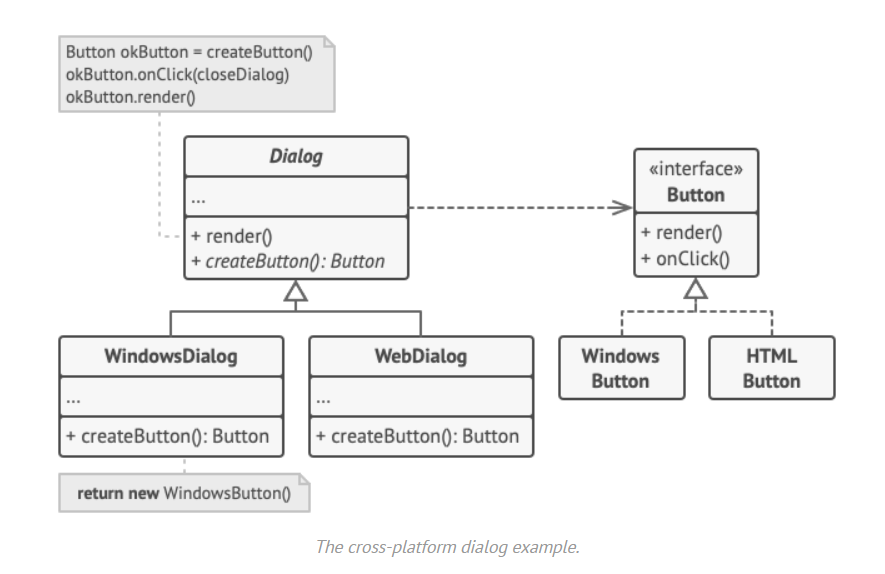 Button okButton = createButton()
okButton.onClick(closeDialog)
okButton.render()
Dialog
...
+ render()
+ createButton(): Button
«interface»
Button
+ render()
+ onClick()
WindowsDialog
...
+ createButton(): Button
WebDialog
...
+ createButton(): Button
Windows
Button
HTML
Button
return new WindowsButton()
The cross-platform dialog example.